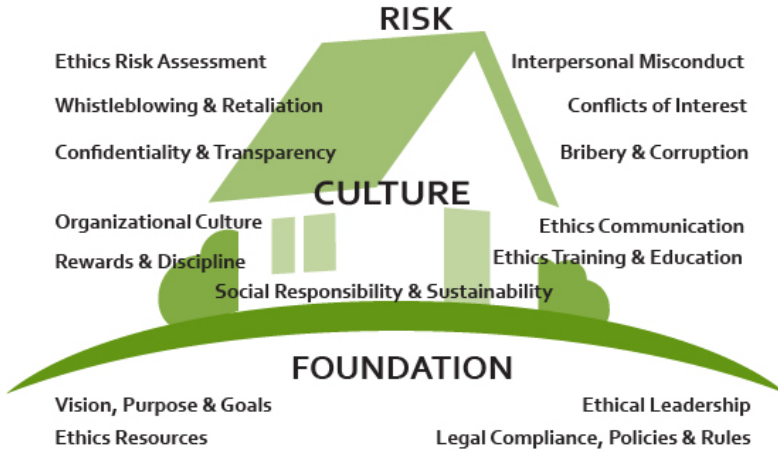 RISK
Ethics Risk Assessment
Interpersonal Misconduct
Whistleblowing & Retaliation
Conflicts of Interest
Confidentiality & Transparency
Bribery & Corruption
CULTURE
Organizational Culture
Ethics Communication
Rewards & Discipline
Ethics Training & Education
Social Responsibility & Sustainability
FOUNDATION
Vision, Purpose & Goals
Ethical Leadership
Ethics Resources
Legal Compliance, Policies & Rules